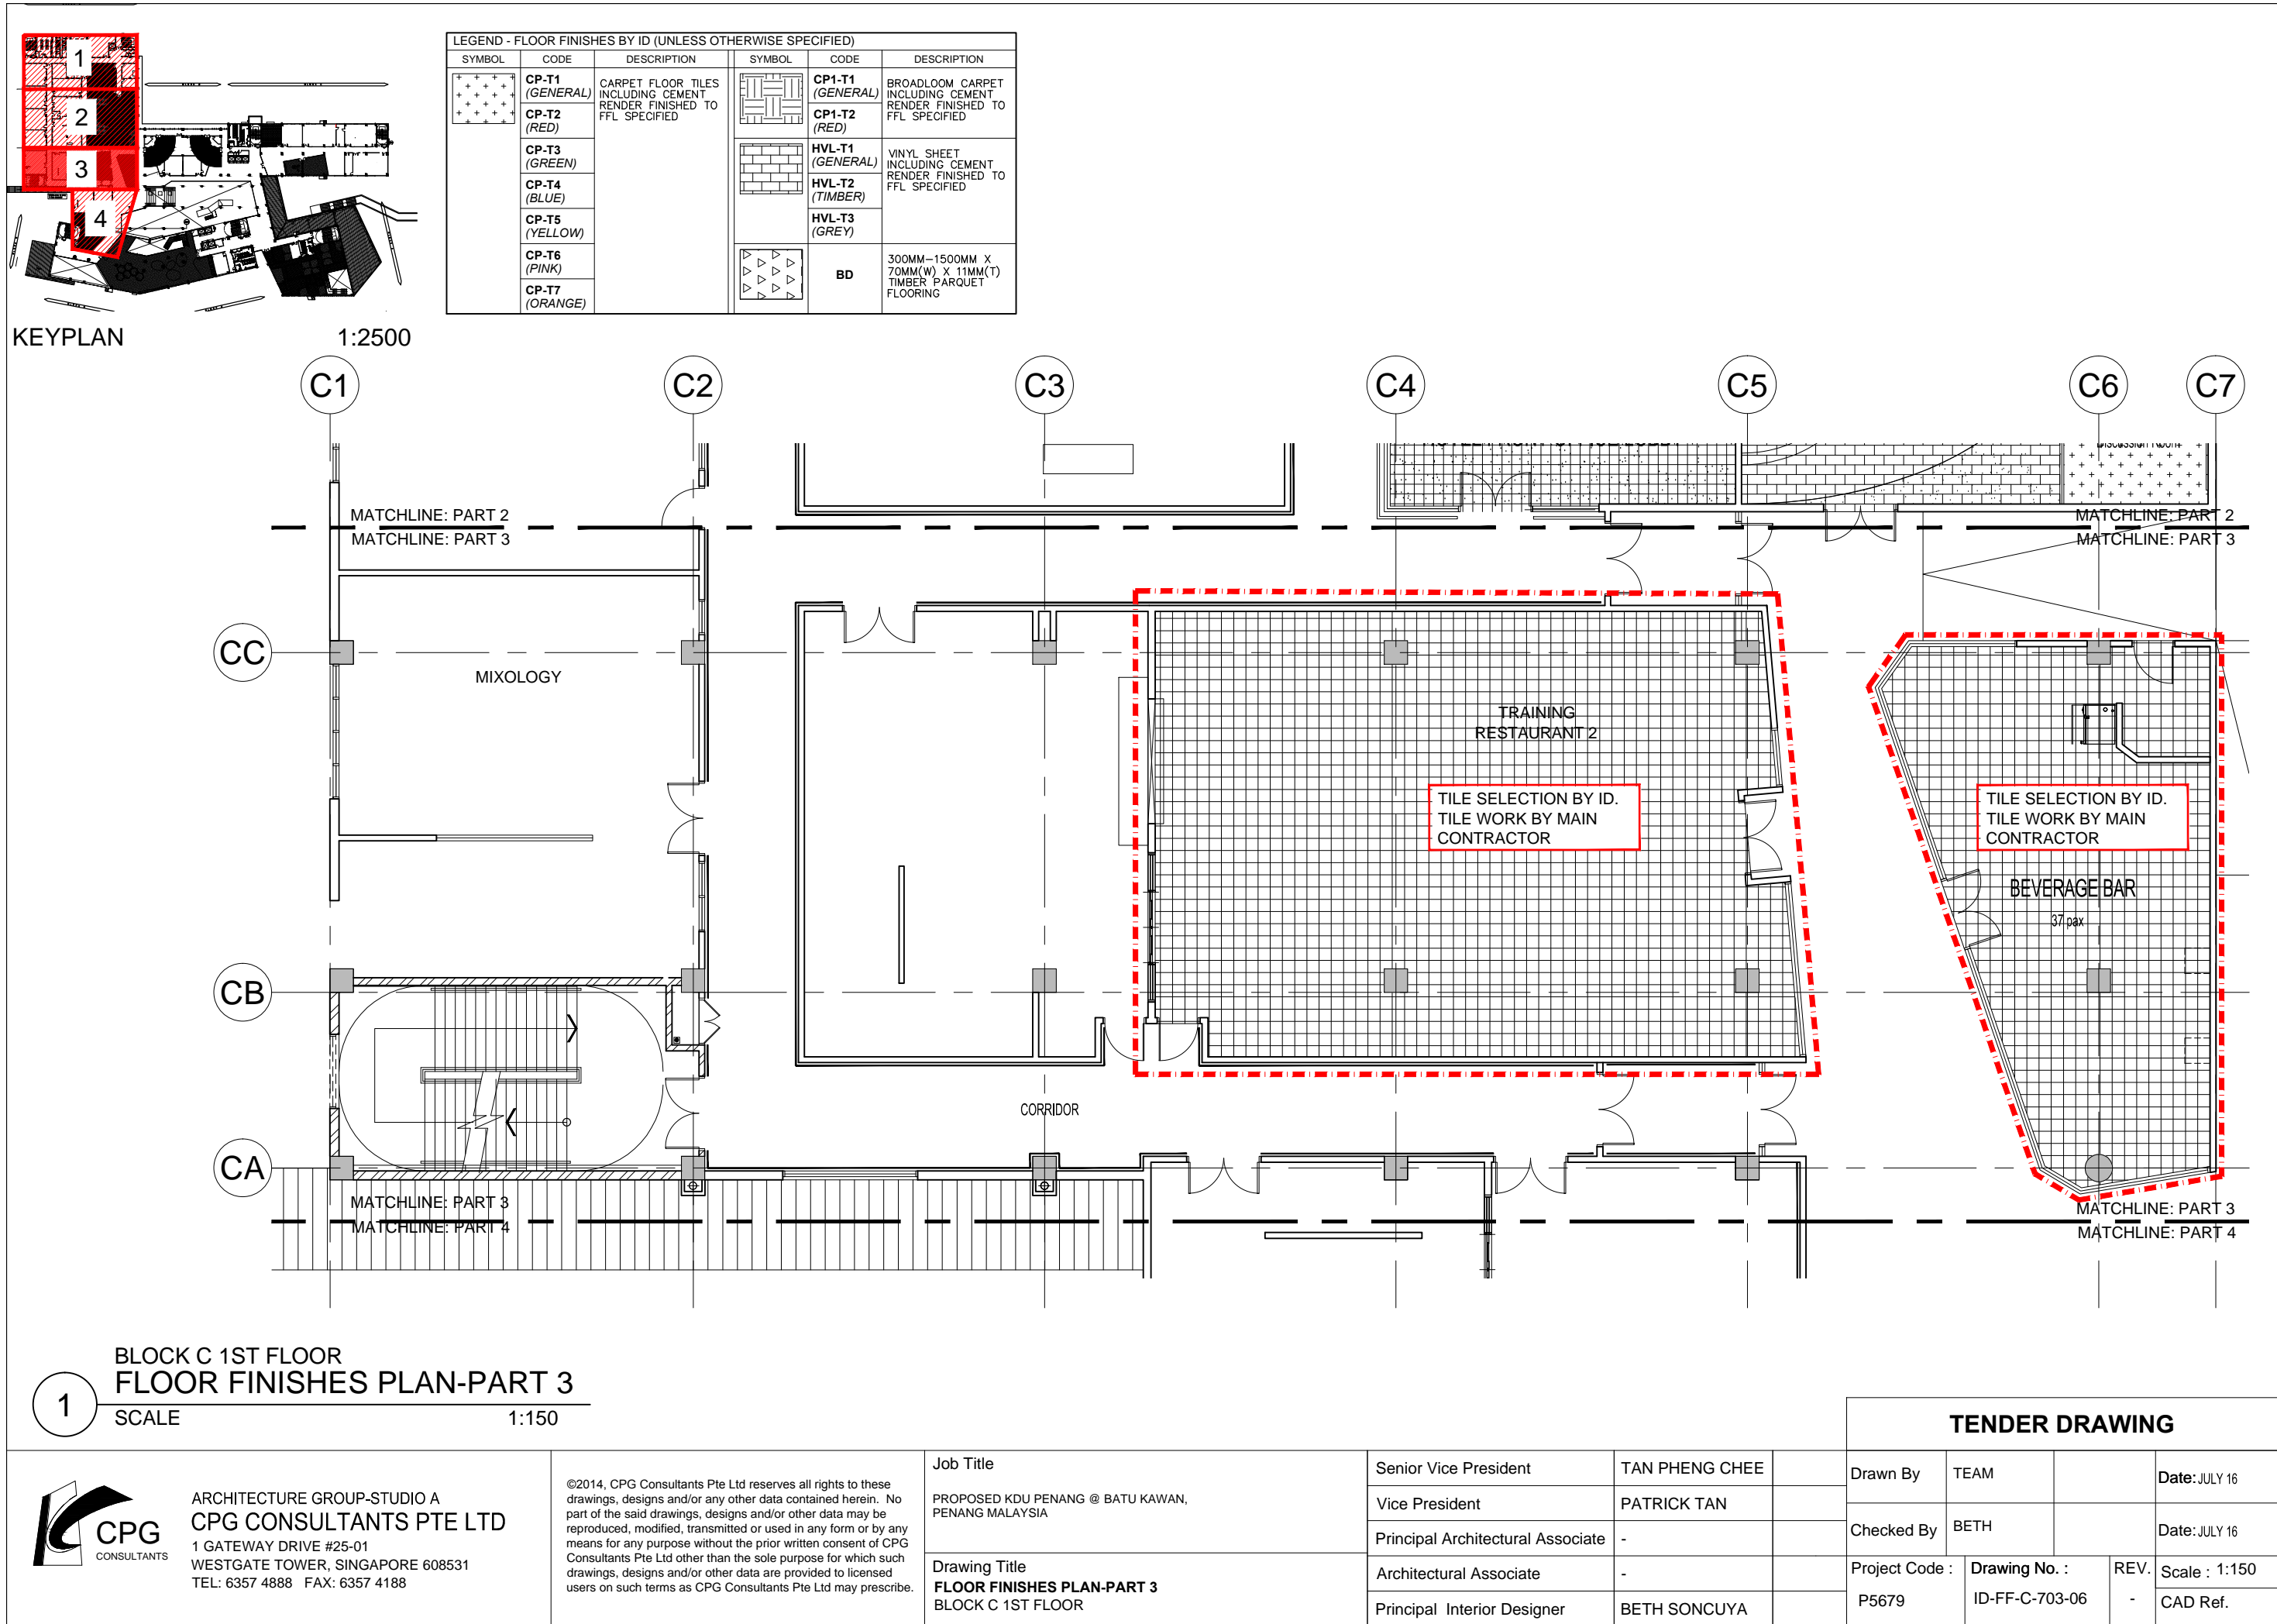 1
2
3
4
KEYPLAN 1:2500
LEGEND - FLOOR FINISHES BY ID (UNLESS OTHERWISE SPECIFIED)
SYMBOL CODE DESCRIPTION SYMBOL CODE DESCRIPTION
CP-T1
(GENERAL)
CP-T2
(RED)
CP-T3
(GREEN)
CP-T4
(BLUE)
CP-T5
(YELLOW)
CP-T6
(PINK)
CP-T7
(ORANGE)
CARPET FLOOR TILES
INCLUDING CEMENT
RENDER FINISHED TO
FFL SPECIFIED
CP1-T1
(GENERAL)
CP1-T2
(RED)
BROADLOOM CARPET
INCLUDING CEMENT
RENDER FINISHED TO
FFL SPECIFIED
HVL-T1
(GENERAL)
HVL-T2
(TIMBER)
HVL-T3
(GREY)
VINYL SHEET
INCLUDING CEMENT
RENDER FINISHED TO
FFL SPECIFIED
BD
300MM-1500MM X
70MM(W) X 11MM(T)
TIMBER PARQUET
FLOORING
C1 C2 C3 C4 C5 C6 C7
Discussion Room
MATCHLINE: PART 2
MATCHLINE: PART 3
MATCHLINE: PART 2
MATCHLINE: PART 3
CC
MIXOLOGY
TRAINING
RESTAURANT 2
TILE SELECTION BY ID.
TILE WORK BY MAIN
CONTRACTOR
TILE SELECTION BY ID.
TILE WORK BY MAIN
CONTRACTOR
BEVERAGE BAR
37 pax
CB
CORRIDOR
CA
MATCHLINE: PART 3
MATCHLINE: PART 4
MATCHLINE: PART 3
MATCHLINE: PART 4
1
BLOCK C 1ST FLOOR
FLOOR FINISHES PLAN-PART 3
SCALE 1:150
TENDER DRAWING
CPG
CONSULTANTS
ARCHITECTURE GROUP-STUDIO A
CPG CONSULTANTS PTE LTD
1 GATEWAY DRIVE #25-01
WESTGATE TOWER, SINGAPORE 608531
TEL: 6357 4888 FAX: 6357 4188
©2014, CPG Consultants Pte Ltd reserves all rights to these
drawings, designs and/or any other data contained herein. No
part of the said drawings, designs and/or other data may be
reproduced, modified, transmitted or used in any form or by any
means for any purpose without the prior written consent of CPG
Consultants Pte Ltd other than the sole purpose for which such
drawings, designs and/or other data are provided to licensed
users on such terms as CPG Consultants Pte Ltd may prescribe.
Job Title
PROPOSED KDU PENANG @ BATU KAWAN,
PENANG MALAYSIA
Drawing Title
FLOOR FINISHES PLAN-PART 3
BLOCK C 1ST FLOOR
Senior Vice President TAN PHENG CHEE
Vice President PATRICK TAN
Principal Architectural Associate -
Architectural Associate -
Principal Interior Designer BETH SONCUYA
Drawn By TEAM Date: JULY 16
Checked By BETH Date: JULY 16
Project Code : P5679
Drawing No. : ID-FF-C-703-06
REV. -
Scale : 1:150
CAD Ref.